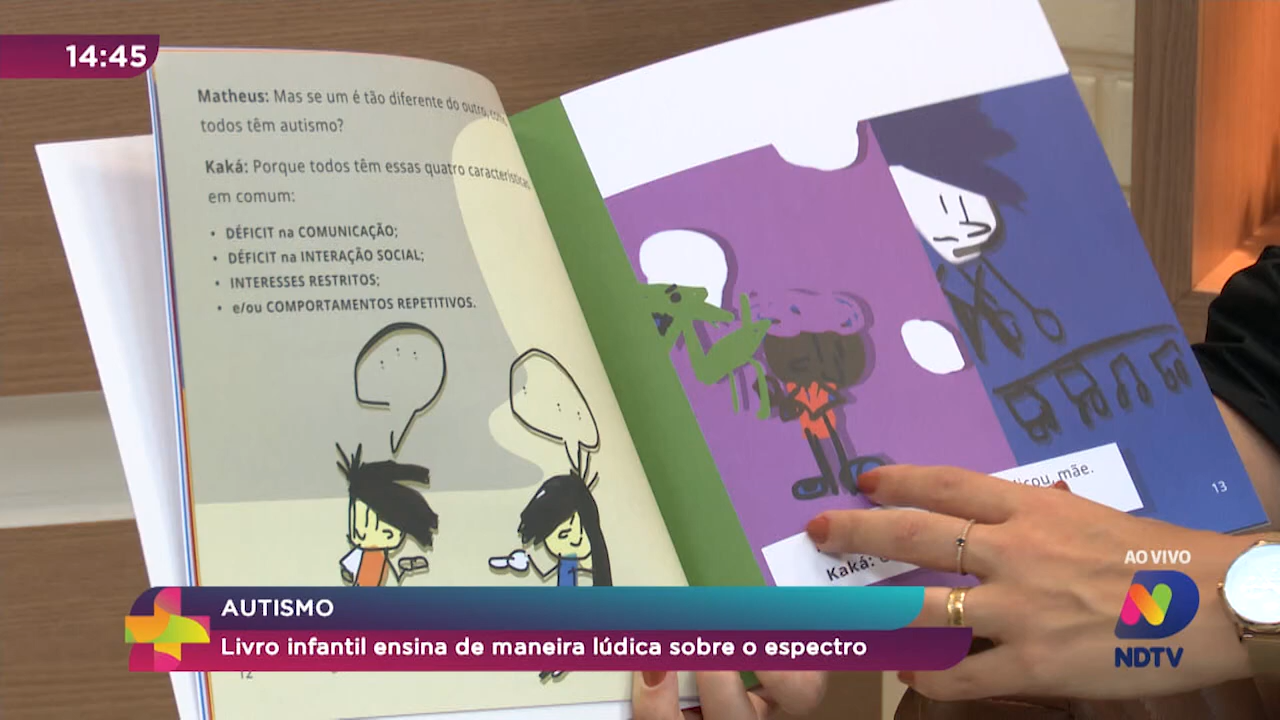 14:45
Matheus: Mas se um é tão diferente do outro,
todos têm autismo?
Kaká: Porque todos têm essas quatro características
em comum:
• DÉFICIT na COMUNICAÇÃO;
• DÉFICIT na INTERAÇÃO SOCIAL;
• INTERESSES RESTRITOS;
• e/ou COMPORTAMENTOS REPETITIVOS.
mãe.
Kaká:
13
12
AO VIVO
NDTV
AUTISMO
Livro infantil ensina de maneira lúdica sobre o espectro